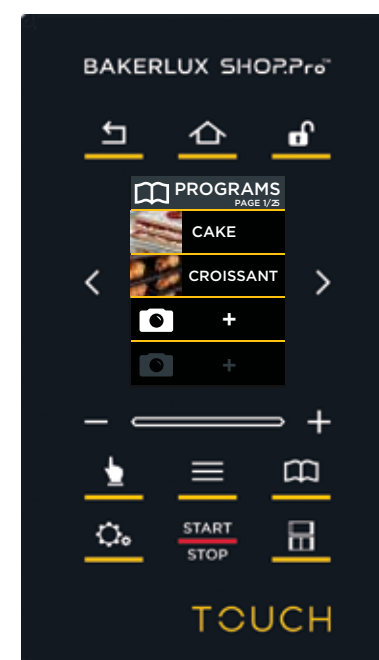 BAKERLUX SHOP.Pro™
PROGRAMS
PAGE 1/25
CAKE
CROISSANT
+
+
− +
START
STOP
TOUCH